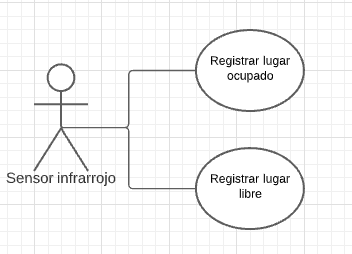 Registrar lugar
ocupado
Sensor infrarrojo
Registrar lugar
libre